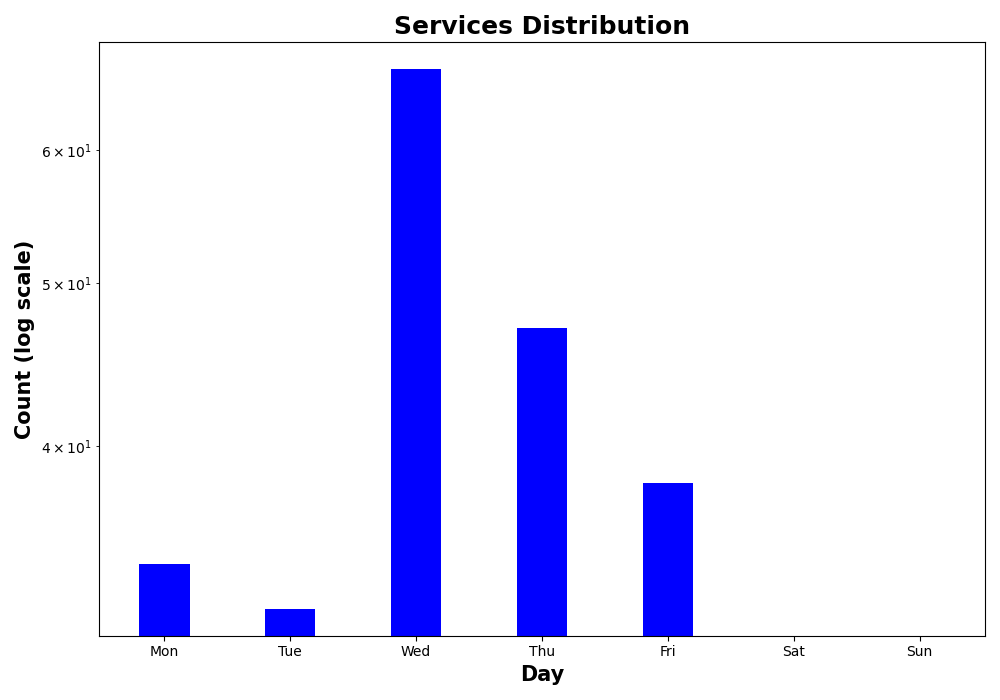 Services Distribution
Count (log scale)
6 × 10¹
5 × 10¹
4 × 10¹
Mon Tue Wed Thu Fri Sat Sun
Day